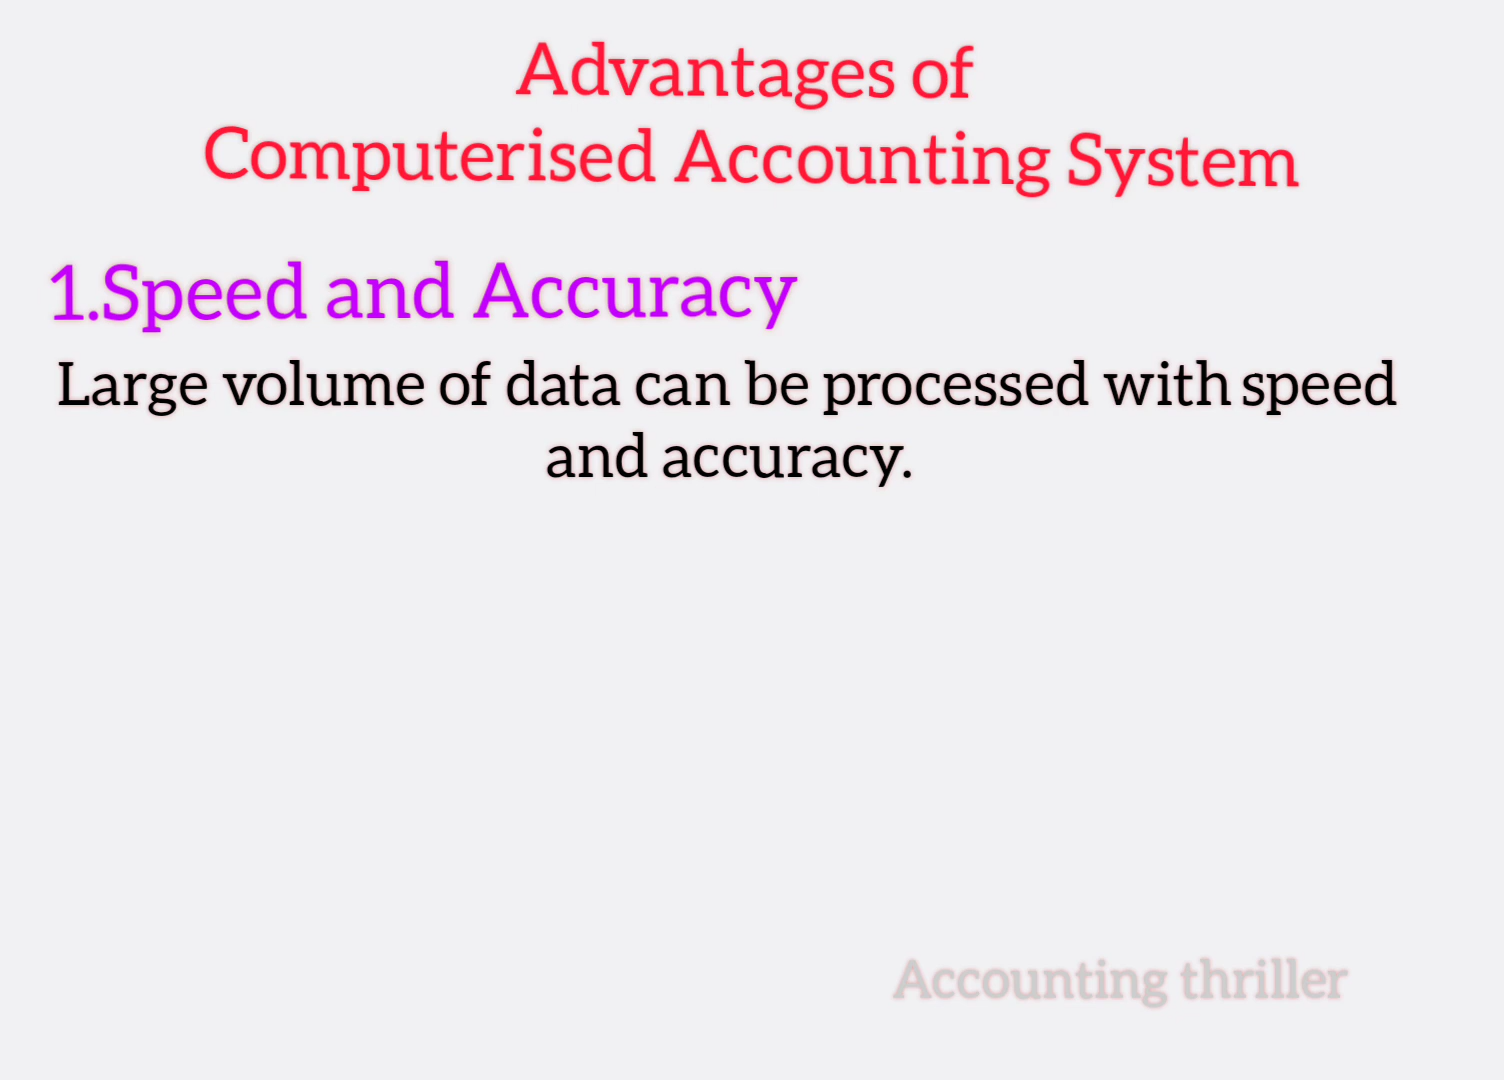 Advantages of
Computerised Accounting System
1.Speed and Accuracy
Large volume of data can be processed with speed
and accuracy.
Accounting thriller